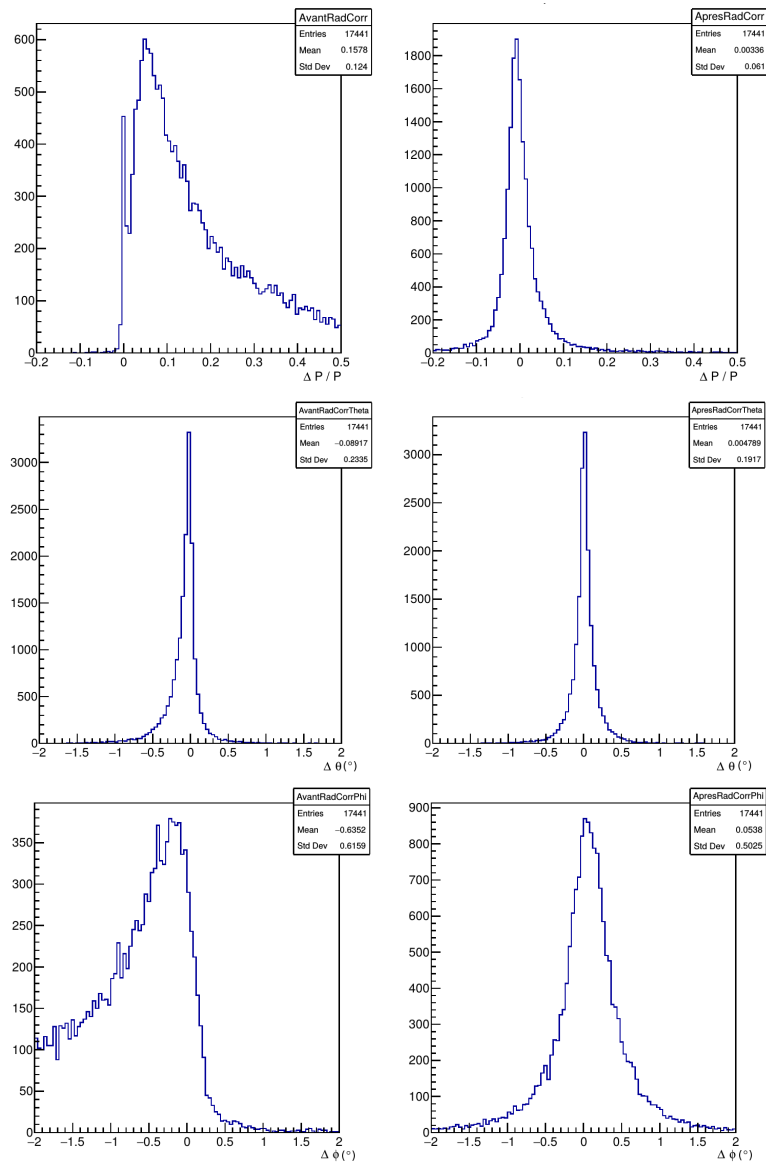 AvantRadCorr
Entries 17441
Mean 0.1578
Std Dev 0.124
600
500
400
300
200
100
0
−0.2 −0.1 0 0.1 0.2 0.3 0.4 0.5
Δ P / P
ApresRadCorr
Entries 17441
Mean 0.00336
Std Dev 0.061
1800
1600
1400
1200
1000
800
600
400
200
0
−0.2 −0.1 0 0.1 0.2 0.3 0.4 0.5
Δ P / P
AvantRadCorrTheta
Entries 17441
Mean −0.08917
Std Dev 0.2335
3000
2500
2000
1500
1000
500
0
−2 −1.5 −1 −0.5 0 0.5 1 1.5 2
Δ θ(°)
ApresRadCorrTheta
Entries 17441
Mean 0.004789
Std Dev 0.1917
3000
2500
2000
1500
1000
500
0
−2 −1.5 −1 −0.5 0 0.5 1 1.5 2
Δ θ(°)
AvantRadCorrPhi
Entries 17441
Mean −0.6352
Std Dev 0.6159
350
300
250
200
150
100
50
0
−2 −1.5 −1 −0.5 0 0.5 1 1.5 2
Δ ϕ(°)
ApresRadCorrPhi
Entries 17441
Mean 0.0538
Std Dev 0.5025
900
800
700
600
500
400
300
200
100
0
−2 −1.5 −1 −0.5 0 0.5 1 1.5 2
Δ ϕ(°)